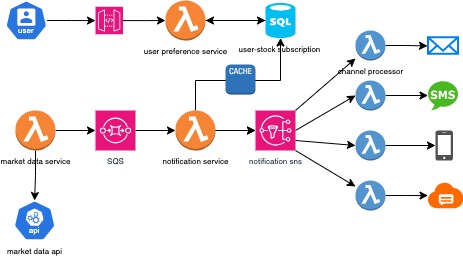 user
user preference service
SQL
user-stock subscription
CACHE
channel processor
SMS
market data service
SQS
notification service
notification sns
api
market data api